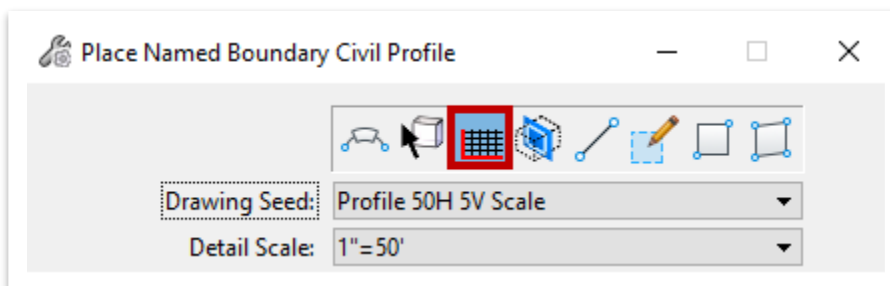 Place Named Boundary Civil Profile
Drawing Seed: Profile 50H 5V Scale
Detail Scale: 1"=50'